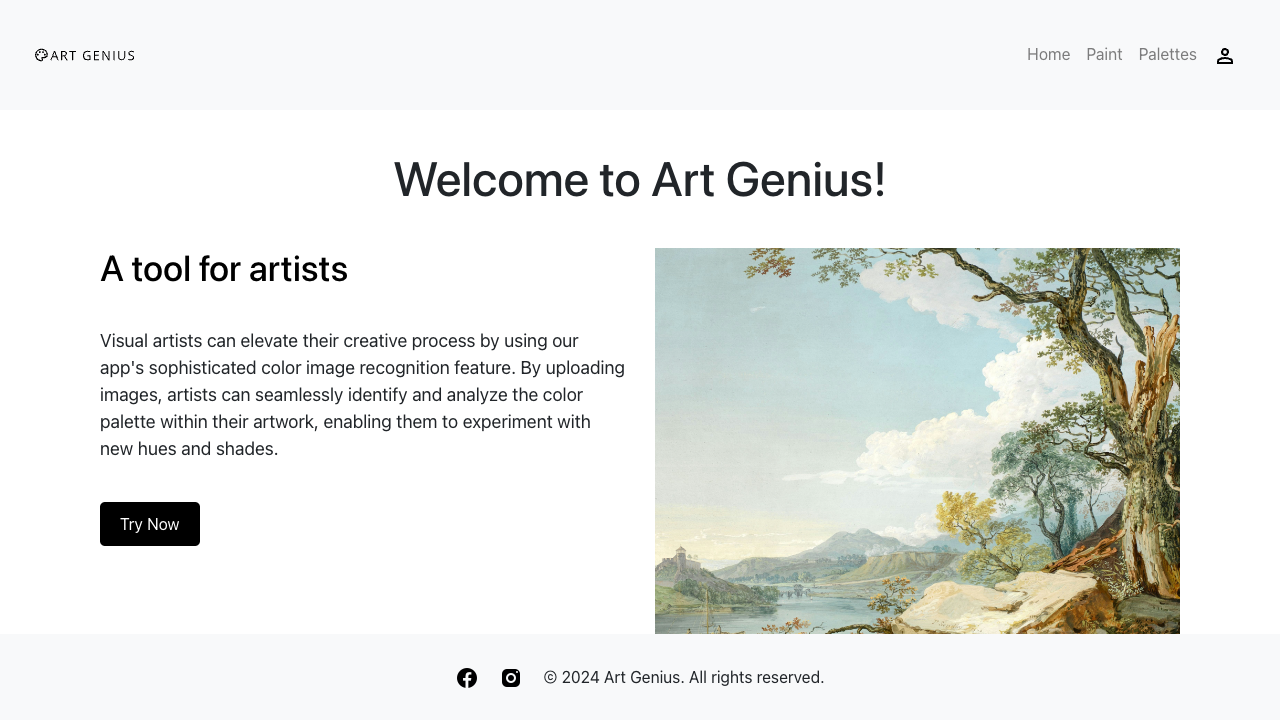 ART GENIUS
Home Paint Palettes
Welcome to Art Genius!
A tool for artists
Visual artists can elevate their creative process by using our
app's sophisticated color image recognition feature. By uploading
images, artists can seamlessly identify and analyze the color
palette within their artwork, enabling them to experiment with
new hues and shades.
Try Now
© 2024 Art Genius. All rights reserved.